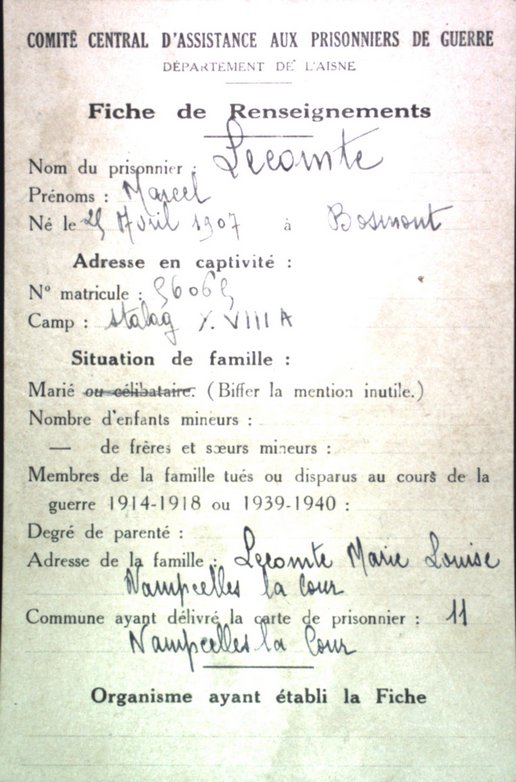 COMITÉ CENTRAL D'ASSISTANCE AUX PRISONNIERS DE GUERRE
DÉPARTEMENT DE L'AISNE
Fiche de Renseignements
Nom du prisonnier : Lecomte
Prénoms : Marcel
Né le 25 Avril 1907 à Bosmont
Adresse en captivité :
N° matricule : 56065
Camp : Stalag X.VIII A
Situation de famille :
Marié ou célibataire. (Biffer la mention inutile.)
Nombre d'enfants mineurs :
— de frères et sœurs mineurs :
Membres de la famille tués ou disparus au cours de la
guerre 1914-1918 ou 1939-1940 :
Degré de parenté :
Adresse de la famille : Lecomte Marie Louise
Nampcelles la Cour
Commune ayant délivré la carte de prisonnier : 11
Nampcelles la Cour
Organisme ayant établi la Fiche